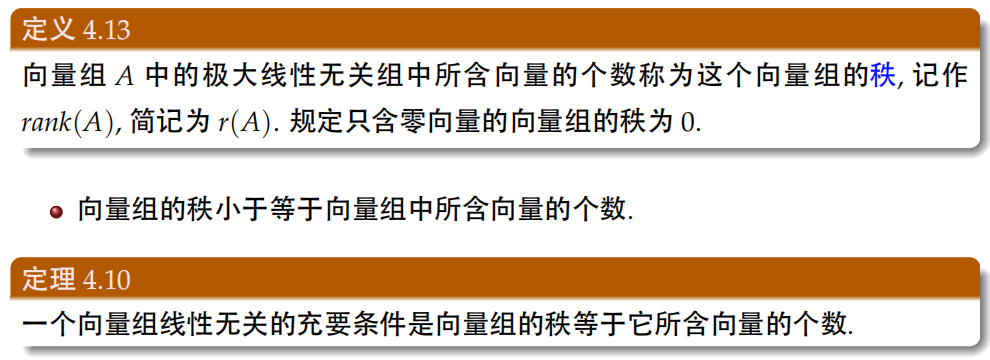 定义 4.13
向量组 A 中的极大线性无关组中所含向量的个数称为这个向量组的秩, 记作
rank(A), 简记为 r(A). 规定只含零向量的向量组的秩为 0.
向量组的秩小于等于向量组中所含向量的个数.
定理 4.10
一个向量组线性无关的充要条件是向量组的秩等于它所含向量的个数.